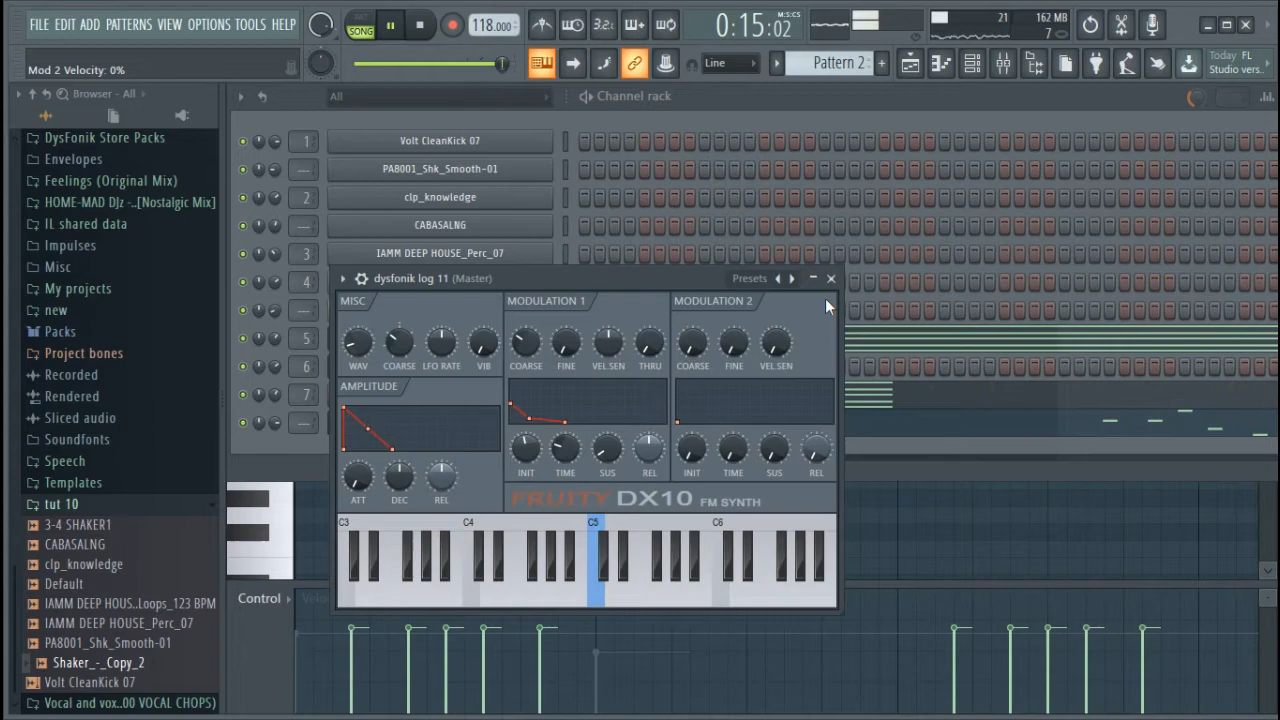 FILE EDIT ADD PATTERNS VIEW OPTIONS TOOLS HELP
PAT
SONG
118.000
3.2.
0:15:02
M:S:CS
21
162 MB
7
Mod 2 Velocity: 0%
Line
Pattern 2
Today FL
Studio vers..
Browser - All
All
Channel rack
DysFonik Store Packs
Envelopes
Feelings (Original Mix)
HOME-MAD DJz -..[Nostalgic Mix]
IL shared data
Impulses
Misc
My projects
new
Packs
Project bones
Recorded
Rendered
Sliced audio
Soundfonts
Speech
Templates
tut 10
3-4 SHAKER1
CABASALNG
clp_knowledge
Default
IAMM DEEP HOUS..Loops_123 BPM
IAMM DEEP HOUSE_Perc_07
PA8001_Shk_Smooth-01
Shaker_-_Copy_2
Volt CleanKick 07
Vocal and vox..00 VOCAL CHOPS)
1
Volt CleanKick 07
---
PA8001_Shk_Smooth-01
2
clp_knowledge
---
CABASALNG
3
IAMM DEEP HOUSE_Perc_07
4
---
5
6
7
---
dysfonik log 11 (Master)
Presets
MISC
MODULATION 1
MODULATION 2
WAV COARSE LFO RATE VIB
COARSE FINE VEL.SEN THRU
COARSE FINE VEL.SEN
AMPLITUDE
ATT DEC REL
INIT TIME SUS REL
INIT TIME SUS REL
FRUITY DX10 FM SYNTH
C3 C4 C5 C6
Control